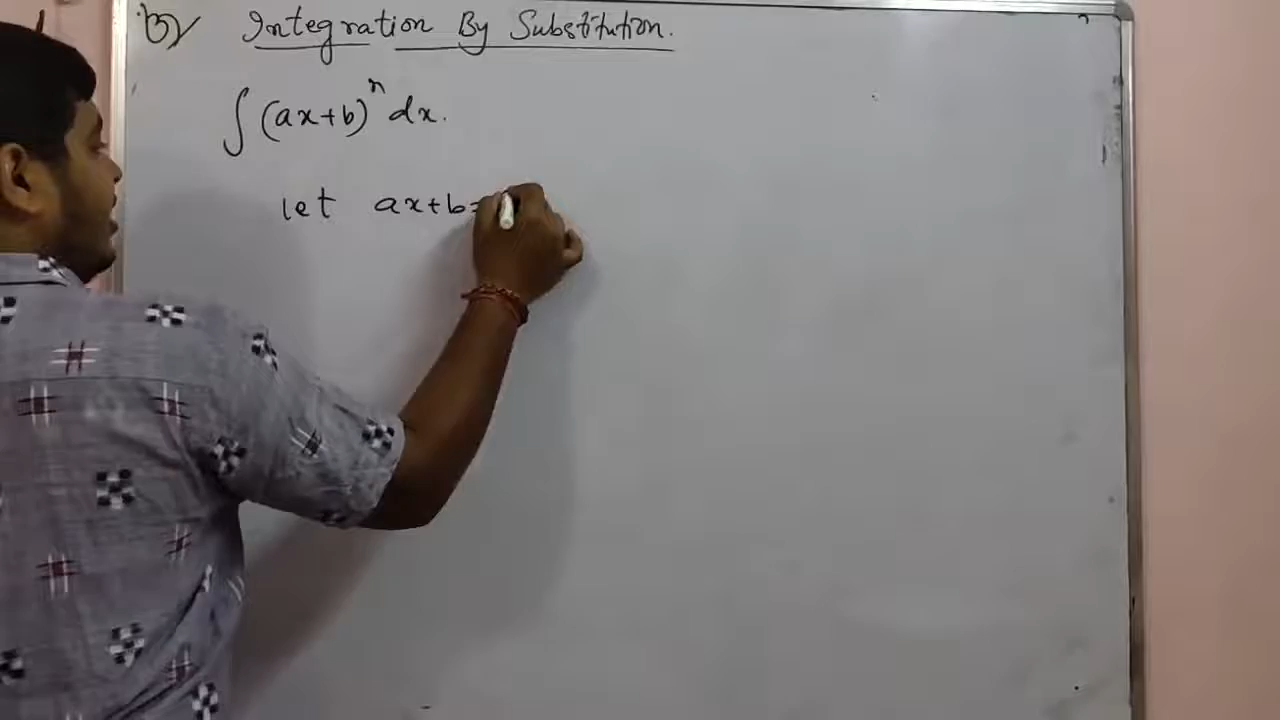 B) Integration By Substitution.
∫ (ax+b)^n dx.
let ax+b=